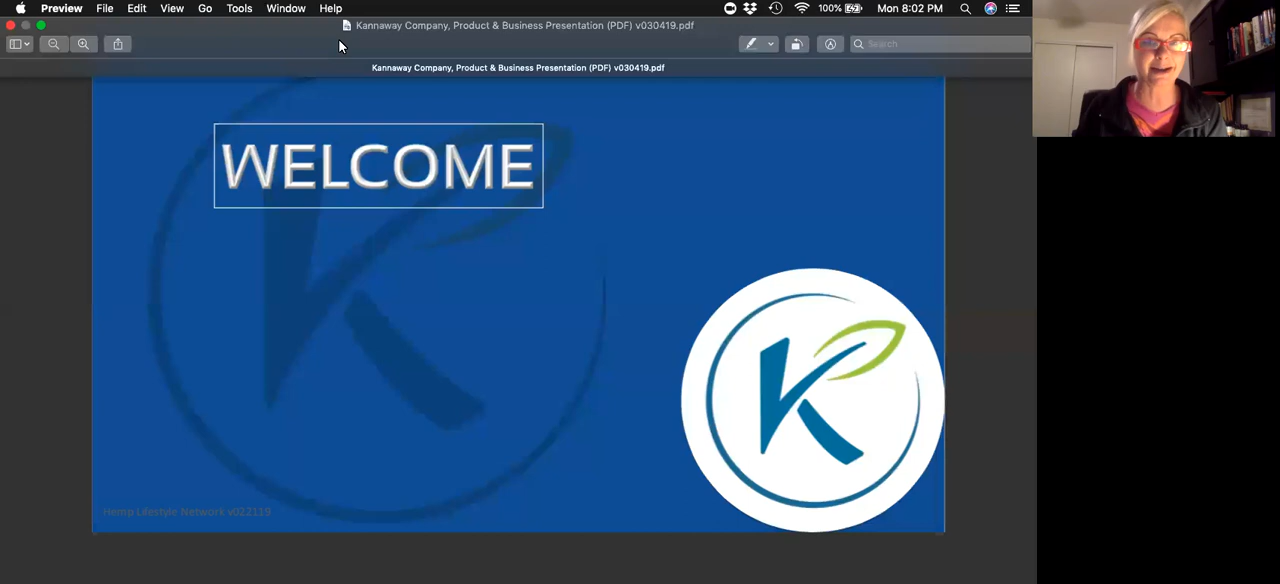 Preview File Edit View Go Tools Window Help 100% Mon 8:02 PM
Kannaway Company, Product & Business Presentation (PDF) v030419.pdf
Search
Kannaway Company, Product & Business Presentation (PDF) v030419.pdf
WELCOME
K
K
Hemp Lifestyle Network v022119